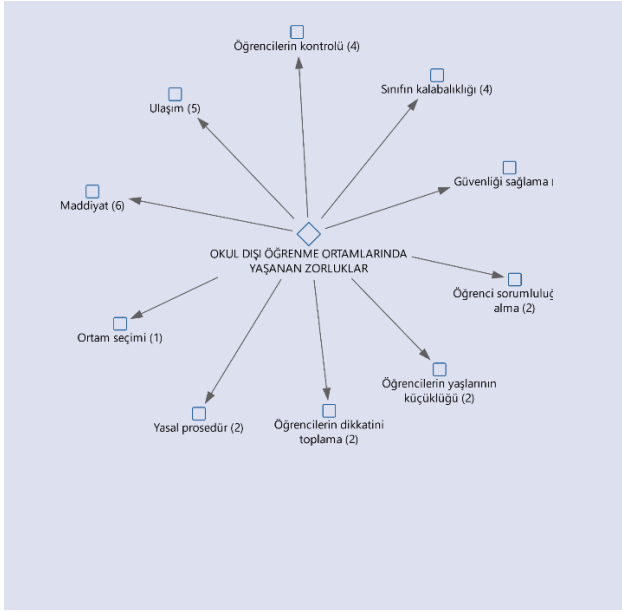 Öğrencilerin kontrolü (4)
Sınıfın kalabalıklığı (4)
Ulaşım (5)
Güvenliği sağlama
Maddiyat (6)
OKUL DIŞI ÖĞRENME ORTAMLARINDA
YAŞANAN ZORLUKLAR
Öğrenci
alma (2)
Ortam seçimi (1)
Öğrencilerin yaşlarının
küçüklüğü (2)
Yasal prosedür (2)
Öğrencilerin dikkatini
toplama (2)